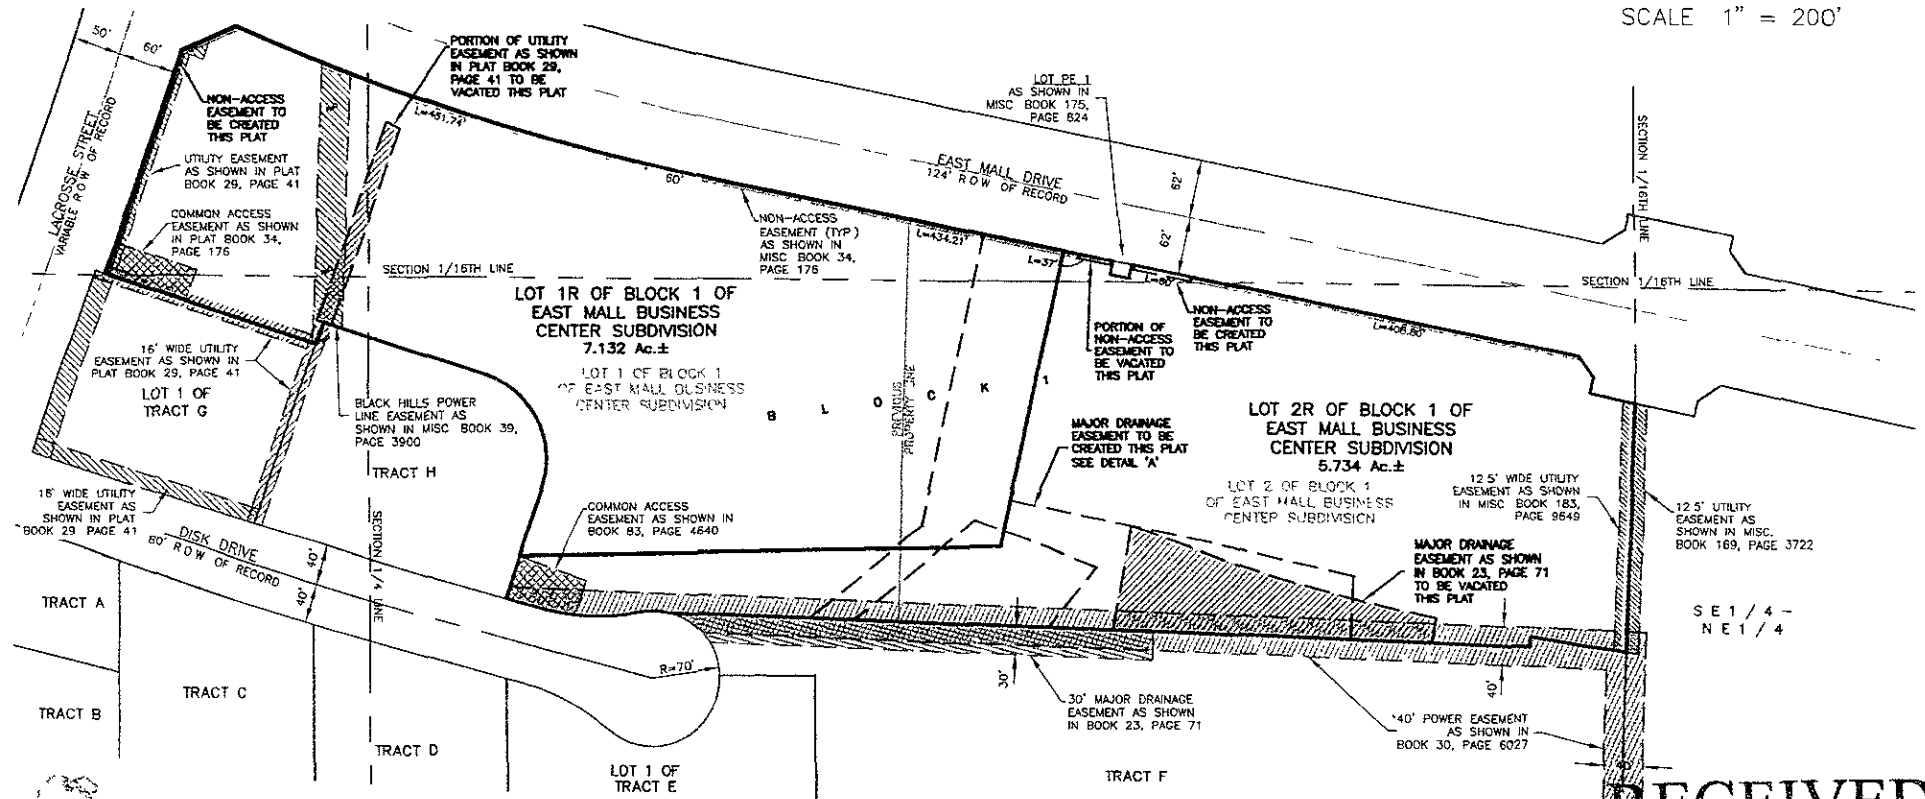 SCALE 1" = 200'
50'
60'
PORTION OF UTILITY
EASEMENT AS SHOWN
IN PLAT BOOK 29,
PAGE 41 TO BE
VACATED THIS PLAT
LOT PE 1
AS SHOWN IN
MISC BOOK 175,
PAGE 624
NON-ACCESS
EASEMENT TO
BE CREATED
THIS PLAT
L=451.74'
LACROSSE STREET
VARIABLE ROW OF RECORD
UTILITY EASEMENT
AS SHOWN IN PLAT
BOOK 29, PAGE 41
EAST MALL DRIVE
124' R O W OF RECORD
62'
62'
SECTION 1/16TH LINE
60'
COMMON ACCESS
EASEMENT AS SHOWN
IN PLAT BOOK 34,
PAGE 176
NON-ACCESS
EASEMENT (TYP )
AS SHOWN IN
MISC BOOK 34,
PAGE 176
L=434.21'
L=37'
SECTION 1/16TH LINE
SECTION 1/16TH LINE
LOT 1R OF BLOCK 1 OF
EAST MALL BUSINESS
CENTER SUBDIVISION
7.132 Ac.±
LOT 1 OF BLOCK 1
OF EAST MALL BUSINESS
CENTER SUBDIVISION
NON-ACCESS
EASEMENT TO
BE CREATED
THIS PLAT
PORTION OF
NON-ACCESS
EASEMENT TO
BE VACATED
THIS PLAT
L=406.80'
16' WIDE UTILITY
EASEMENT AS SHOWN IN
PLAT BOOK 29, PAGE 41
LOT 1 OF
TRACT G
BLACK HILLS POWER
LINE EASEMENT AS
SHOWN IN MISC BOOK 39,
PAGE 3900
B L O C K 1
PREVIOUS
PROPERTY LINE
LOT 2R OF BLOCK 1 OF
EAST MALL BUSINESS
CENTER SUBDIVISION
5.734 Ac.±
LOT 2 OF BLOCK 1
OF EAST MALL BUSINESS
CENTER SUBDIVISION
MAJOR DRAINAGE
EASEMENT TO BE
CREATED THIS PLAT
SEE DETAIL 'A'
TRACT H
16' WIDE UTILITY
EASEMENT AS
SHOWN IN PLAT
BOOK 29 PAGE 41
SECTION 1/4 LINE
COMMON ACCESS
EASEMENT AS SHOWN IN
BOOK 83, PAGE 4640
12 5' WIDE UTILITY
EASEMENT AS SHOWN
IN MISC BOOK 183,
PAGE 9649
12 5' UTILITY
EASEMENT AS
SHOWN IN MISC.
BOOK 169, PAGE 3722
MAJOR DRAINAGE
EASEMENT AS SHOWN
IN BOOK 23, PAGE 71
TO BE VACATED
THIS PLAT
DISK DRIVE
80' R O W OF RECORD
40'
40'
TRACT A
S E 1 / 4 -
N E 1 / 4
R=70'
30'
40'
TRACT C
TRACT B
30' MAJOR DRAINAGE
EASEMENT AS SHOWN
IN BOOK 23, PAGE 71
40' POWER EASEMENT
AS SHOWN IN
BOOK 30, PAGE 6027
TRACT D
LOT 1 OF
TRACT E
TRACT F
RECEIVED